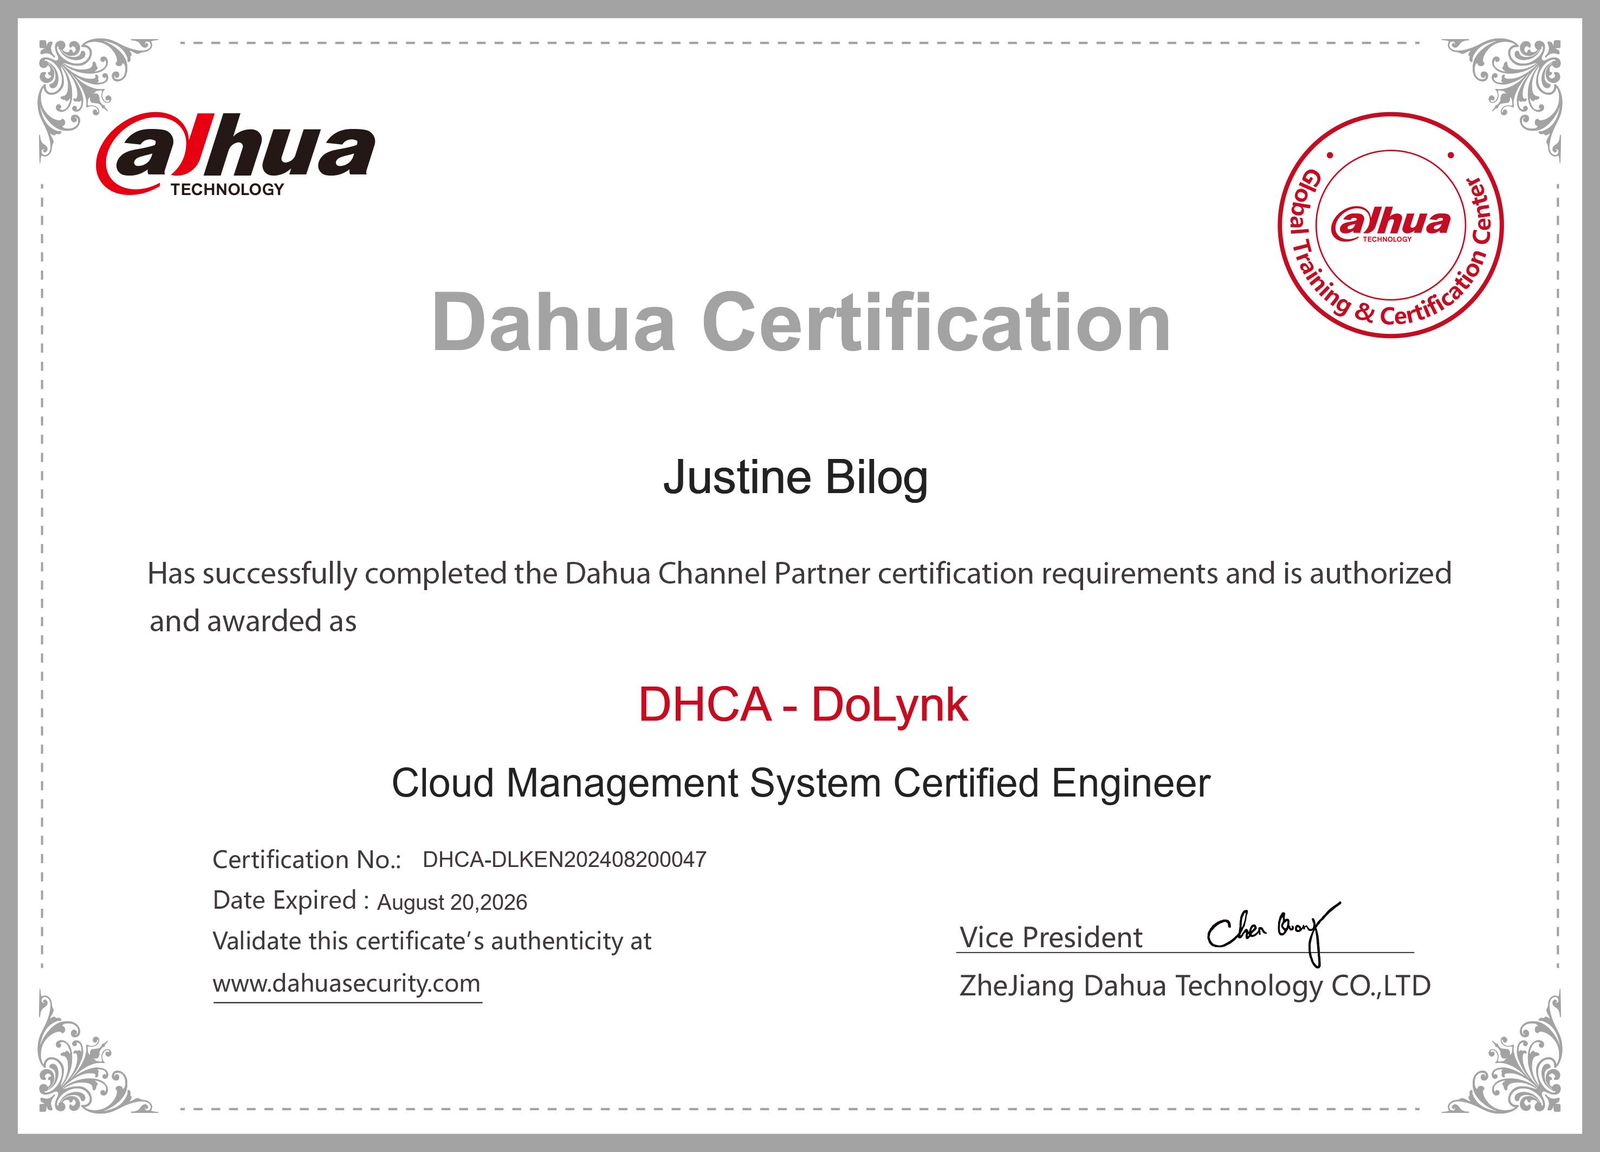 alhua
TECHNOLOGY
Global Training & Certification Center
alhua
TECHNOLOGY
Dahua Certification
Justine Bilog
Has successfully completed the Dahua Channel Partner certification requirements and is authorized
and awarded as
DHCA - DoLynk
Cloud Management System Certified Engineer
Certification No.: DHCA-DLKEN202408200047
Date Expired : August 20,2026
Validate this certificate's authenticity at
www.dahuasecurity.com
Vice President
ZheJiang Dahua Technology CO.,LTD